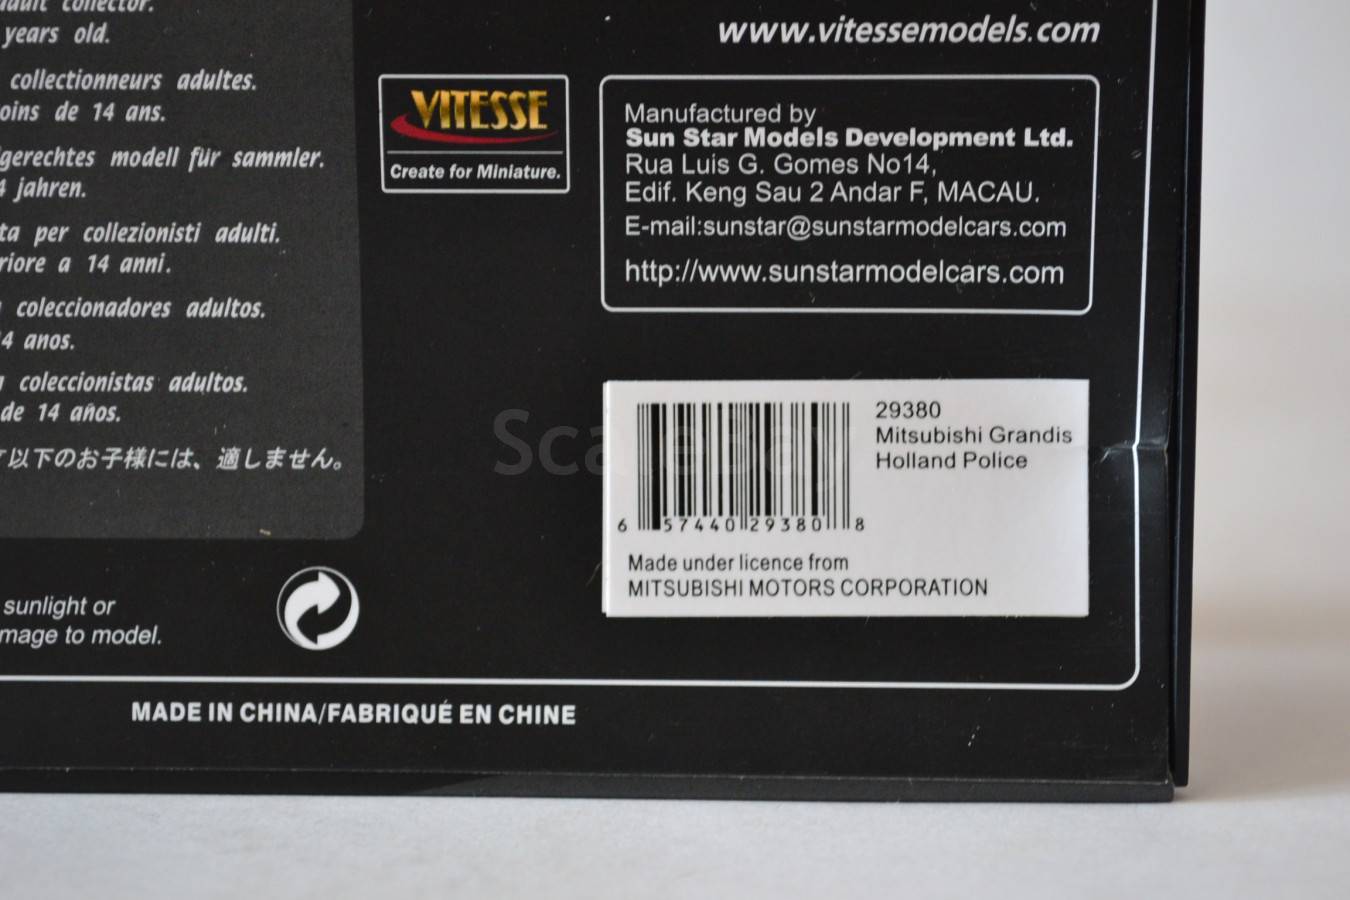 adult collector.
years old.
collectionneurs adultes.
oins de 14 ans.
gerechtes modell für sammler.
4 jahren.
ta per collezionisti adulti.
riore a 14 anni.
coleccionadores adultos.
14 anos.
coleccionistas adultos.
de 14 años.
以下のお子様には、適しません。
sunlight or
mage to model.
VITESSE
Create for Miniature.
www.vitessemodels.com
Manufactured by
Sun Star Models Development Ltd.
Rua Luis G. Gomes No14,
Edif. Keng Sau 2 Andar F, MACAU.
E-mail:sunstar@sunstarmodelcars.com
http://www.sunstarmodelcars.com
ScaleBay
29380
Mitsubishi Grandis
Holland Police
6 57440 29380 8
Made under licence from
MITSUBISHI MOTORS CORPORATION
MADE IN CHINA/FABRIQUÉ EN CHINE